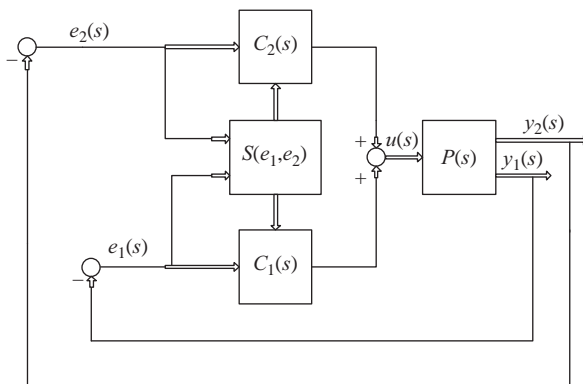 e₂(s)
C₂(s)
−
S(e₁,e₂)
+
u(s)
+
P(s)
y₂(s)
y₁(s)
e₁(s)
C₁(s)
−